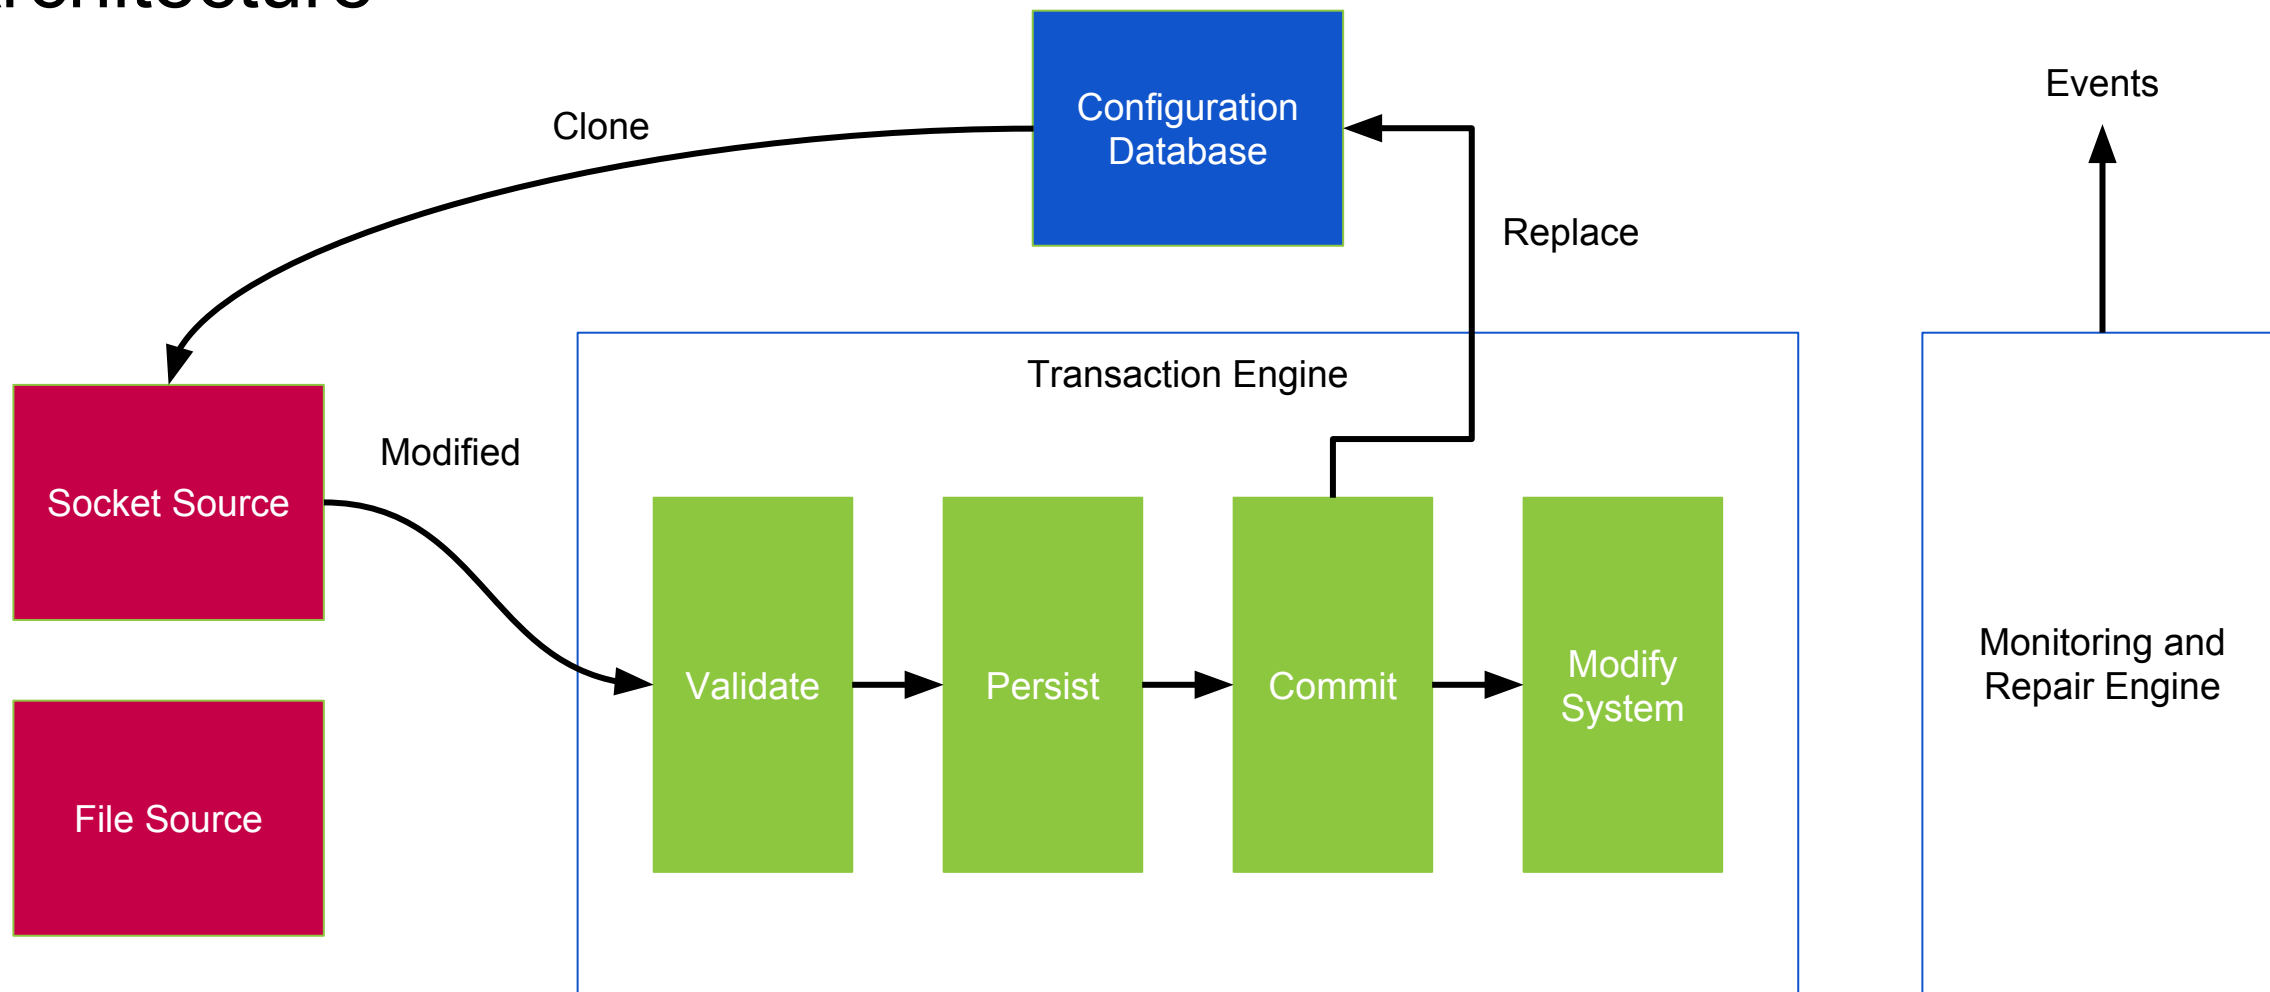 Configuration
Database
Events
Clone
Replace
Transaction Engine
Modified
Socket Source
Validate
Persist
Commit
Modify
System
Monitoring and
Repair Engine
File Source